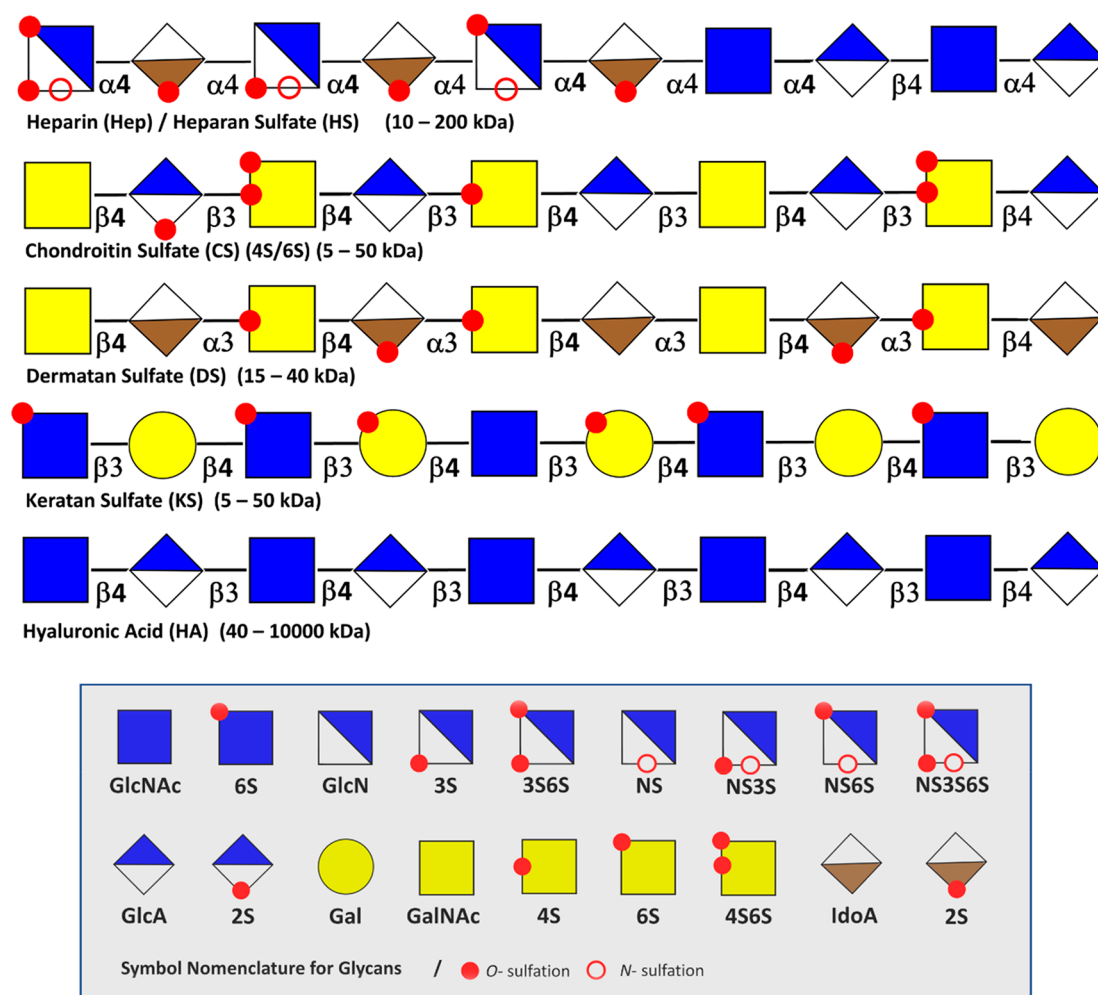 α4 α4 α4 α4 α4 α4 α4 β4 α4
Heparin (Hep) / Heparan Sulfate (HS) (10 – 200 kDa)
β4 β3 β4 β3 β4 β3 β4 β3 β4
Chondroitin Sulfate (CS) (4S/6S) (5 – 50 kDa)
β4 α3 β4 α3 β4 α3 β4 α3 β4
Dermatan Sulfate (DS) (15 – 40 kDa)
β3 β4 β3 β4 β3 β4 β3 β4 β3
Keratan Sulfate (KS) (5 – 50 kDa)
β4 β3 β4 β3 β4 β3 β4 β3 β4
Hyaluronic Acid (HA) (40 – 10000 kDa)
GlcNAc 6S GlcN 3S 3S6S NS NS3S NS6S NS3S6S
GlcA 2S Gal GalNAc 4S 6S 4S6S IdoA 2S
Symbol Nomenclature for Glycans / O- sulfation N- sulfation